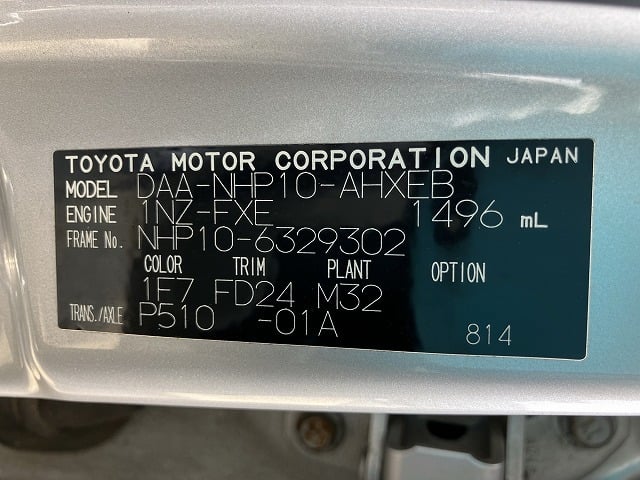 TOYOTA MOTOR CORPORATION JAPAN
MODEL DAA-NHP10-AHXEB
ENGINE 1NZ-FXE 1496 mL
FRAME No. NHP10-6329302
COLOR TRIM PLANT OPTION
1F7 FD24 M32
TRANS./AXLE P510 -01A
814